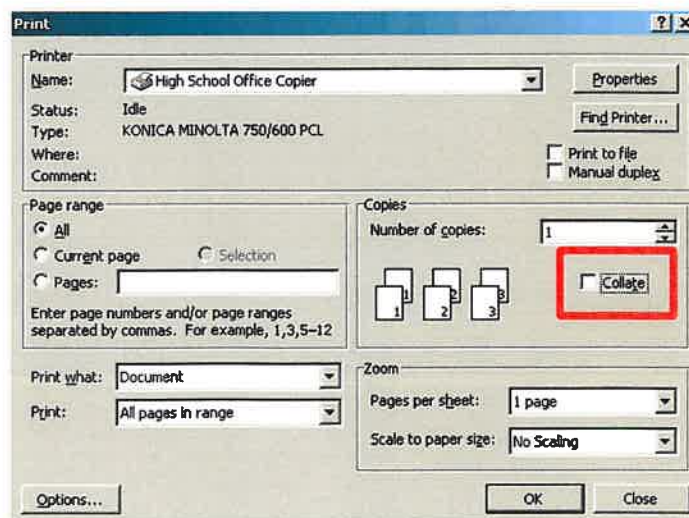 Print
Printer
Name: High School Office Copier Properties
Status: Idle Find Printer...
Type: KONICA MINOLTA 750/600 PCL
Where: Print to file
Comment: Manual duplex
Page range
All
Current page Selection
Pages:
Enter page numbers and/or page ranges
separated by commas. For example, 1,3,5–12
Copies
Number of copies: 1
1 1 2 2 3 3
Collate
Print what: Document
Print: All pages in range
Zoom
Pages per sheet: 1 page
Scale to paper size: No Scaling
Options... OK Close